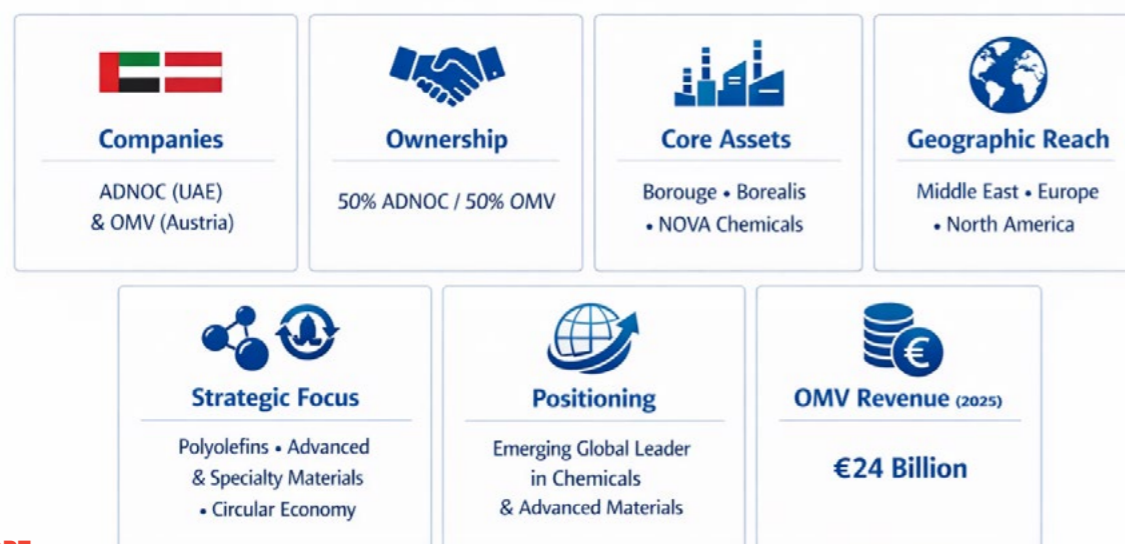 Companies
ADNOC (UAE)
& OMV (Austria)
Ownership
50% ADNOC / 50% OMV
Core Assets
Borouge • Borealis
• NOVA Chemicals
Geographic Reach
Middle East • Europe
• North America
Strategic Focus
Polyolefins • Advanced
& Specialty Materials
• Circular Economy
Positioning
Emerging Global Leader
in Chemicals
& Advanced Materials
OMV Revenue (2025)
€24 Billion